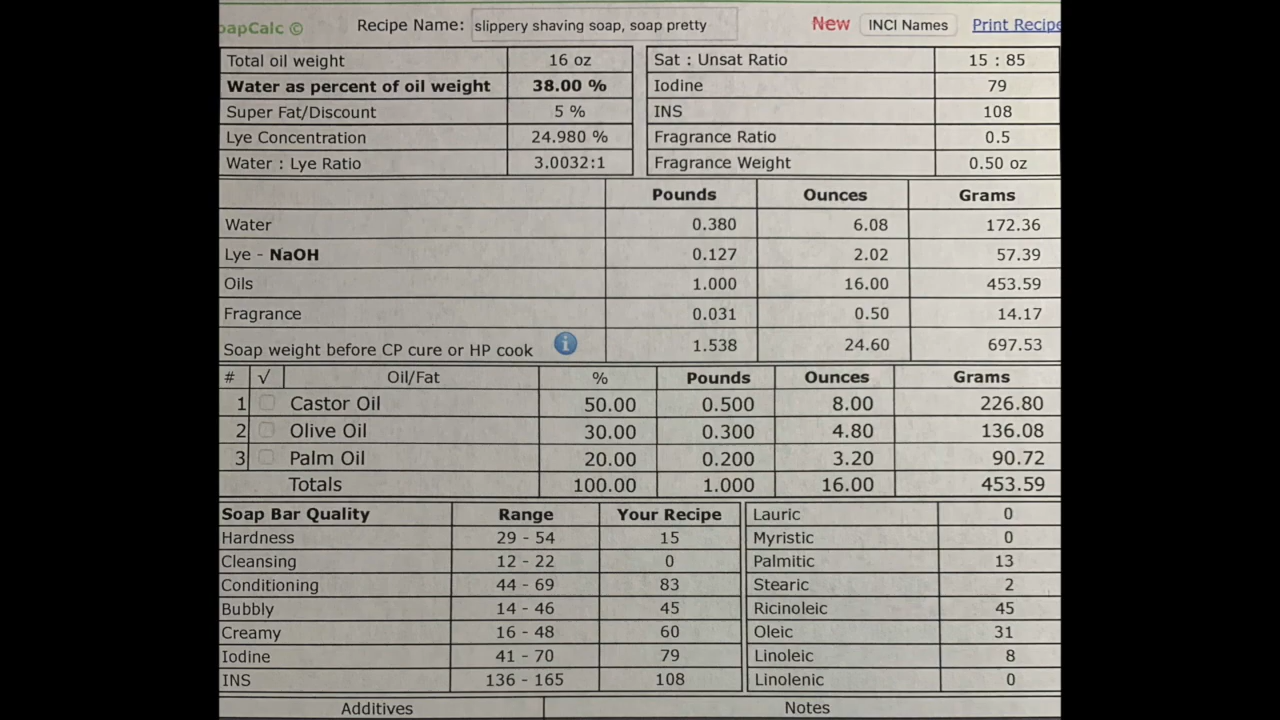 oapCalc © Recipe Name: slippery shaving soap, soap pretty New INCI Names Print Recipe
Total oil weight 16 oz Sat : Unsat Ratio 15 : 85
Water as percent of oil weight 38.00 % Iodine 79
Super Fat/Discount 5 % INS 108
Lye Concentration 24.980 % Fragrance Ratio 0.5
Water : Lye Ratio 3.0032:1 Fragrance Weight 0.50 oz
Pounds Ounces Grams
Water 0.380 6.08 172.36
Lye - NaOH 0.127 2.02 57.39
Oils 1.000 16.00 453.59
Fragrance 0.031 0.50 14.17
Soap weight before CP cure or HP cook i 1.538 24.60 697.53
# √ Oil/Fat % Pounds Ounces Grams
1 Castor Oil 50.00 0.500 8.00 226.80
2 Olive Oil 30.00 0.300 4.80 136.08
3 Palm Oil 20.00 0.200 3.20 90.72
Totals 100.00 1.000 16.00 453.59
Soap Bar Quality Range Your Recipe Lauric 0
Hardness 29 - 54 15 Myristic 0
Cleansing 12 - 22 0 Palmitic 13
Conditioning 44 - 69 83 Stearic 2
Bubbly 14 - 46 45 Ricinoleic 45
Creamy 16 - 48 60 Oleic 31
Iodine 41 - 70 79 Linoleic 8
INS 136 - 165 108 Linolenic 0
Additives Notes